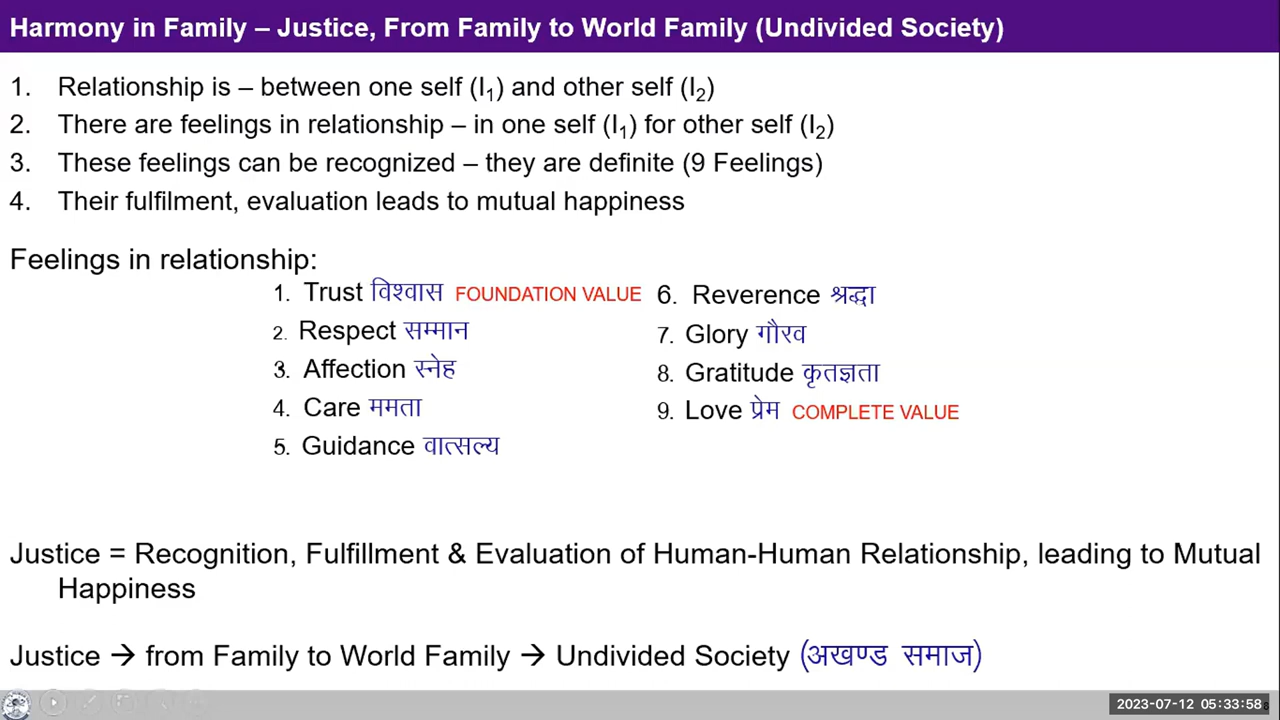 Harmony in Family – Justice, From Family to World Family (Undivided Society)
1. Relationship is – between one self (I1) and other self (I2)
2. There are feelings in relationship – in one self (I1) for other self (I2)
3. These feelings can be recognized – they are definite (9 Feelings)
4. Their fulfilment, evaluation leads to mutual happiness
Feelings in relationship:
1. Trust विश्वास FOUNDATION VALUE
2. Respect सम्मान
3. Affection स्नेह
4. Care ममता
5. Guidance वात्सल्य
6. Reverence श्रद्धा
7. Glory गौरव
8. Gratitude कृतज्ञता
9. Love प्रेम COMPLETE VALUE
Justice = Recognition, Fulfillment & Evaluation of Human-Human Relationship, leading to Mutual
Happiness
Justice → from Family to World Family → Undivided Society (अखण्ड समाज)
2023-07-12 05:33:58